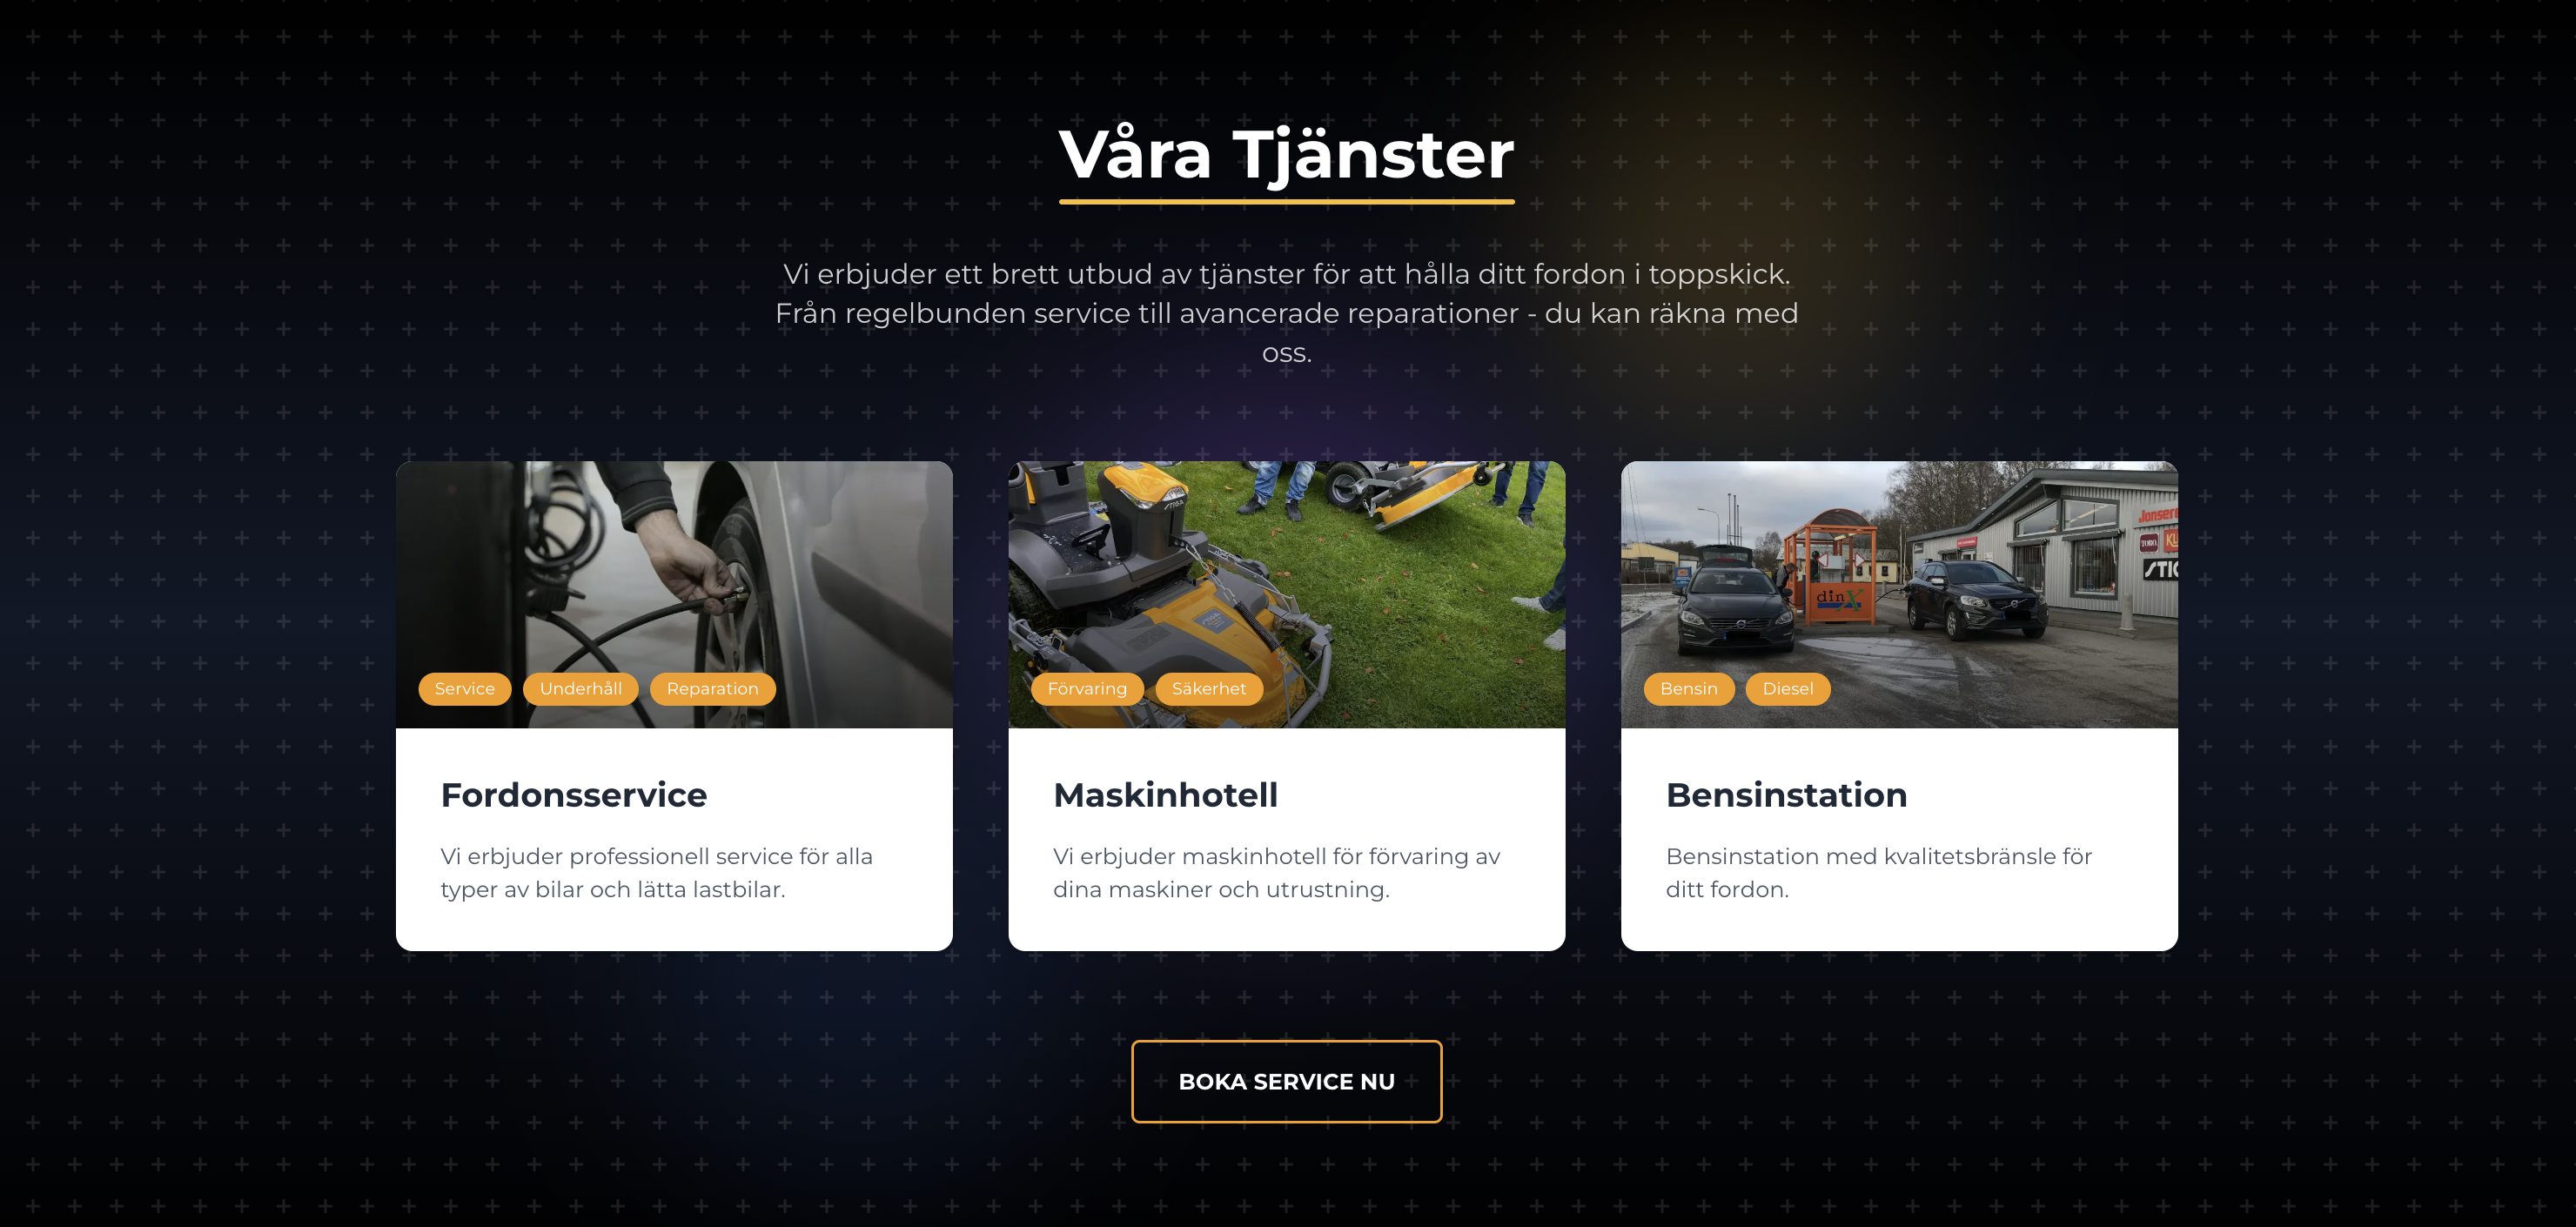 Våra Tjänster
Vi erbjuder ett brett utbud av tjänster för att hålla ditt fordon i toppskick.
Från regelbunden service till avancerade reparationer - du kan räkna med
oss.
Service Underhåll Reparation
Fordonsservice
Vi erbjuder professionell service för alla
typer av bilar och lätta lastbilar.
STIGA
Förvaring Säkerhet
Maskinhotell
Vi erbjuder maskinhotell för förvaring av
dina maskiner och utrustning.
dinX
Bensin Diesel
Bensinstation
Bensinstation med kvalitetsbränsle för
ditt fordon.
BOKA SERVICE NU